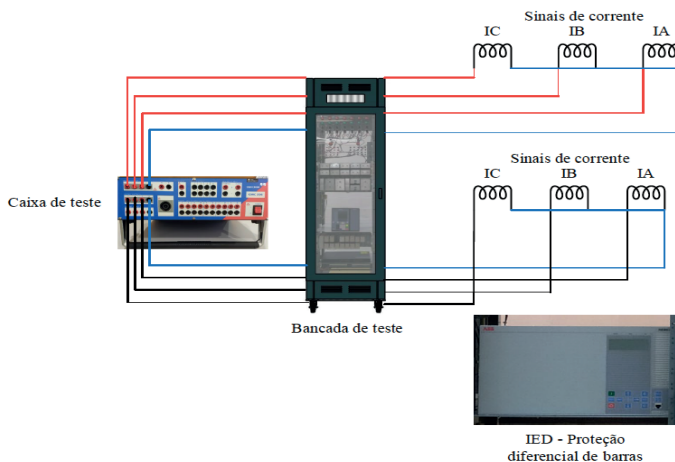 Sinais de corrente
IC IB IA
Sinais de corrente
IC IB IA
Caixa de teste
Bancada de teste
ABB
IED - Proteção
diferencial de barras